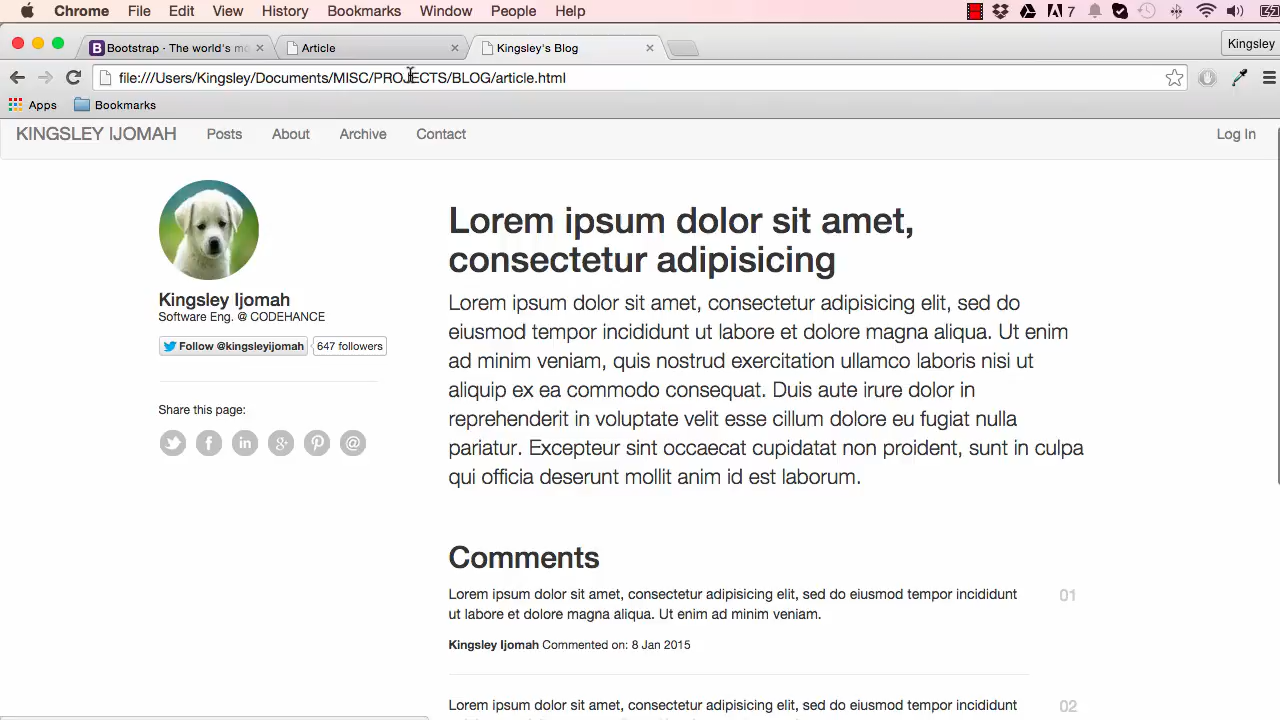 Chrome File Edit View History Bookmarks Window People Help 7
Bootstrap · The world's mo
Article
Kingsley's Blog
Kingsley
file:///Users/Kingsley/Documents/MISC/PROJECTS/BLOG/article.html
Apps Bookmarks
KINGSLEY IJOMAH Posts About Archive Contact Log In
Kingsley Ijomah
Software Eng. @ CODEHANCE
Follow @kingsleyijomah 647 followers
Share this page:
Lorem ipsum dolor sit amet,
consectetur adipisicing
Lorem ipsum dolor sit amet, consectetur adipisicing elit, sed do
eiusmod tempor incididunt ut labore et dolore magna aliqua. Ut enim
ad minim veniam, quis nostrud exercitation ullamco laboris nisi ut
aliquip ex ea commodo consequat. Duis aute irure dolor in
reprehenderit in voluptate velit esse cillum dolore eu fugiat nulla
pariatur. Excepteur sint occaecat cupidatat non proident, sunt in culpa
qui officia deserunt mollit anim id est laborum.
Comments
Lorem ipsum dolor sit amet, consectetur adipisicing elit, sed do eiusmod tempor incididunt 01
ut labore et dolore magna aliqua. Ut enim ad minim veniam.
Kingsley Ijomah Commented on: 8 Jan 2015
Lorem ipsum dolor sit amet, consectetur adipisicing elit, sed do eiusmod tempor incididunt 02